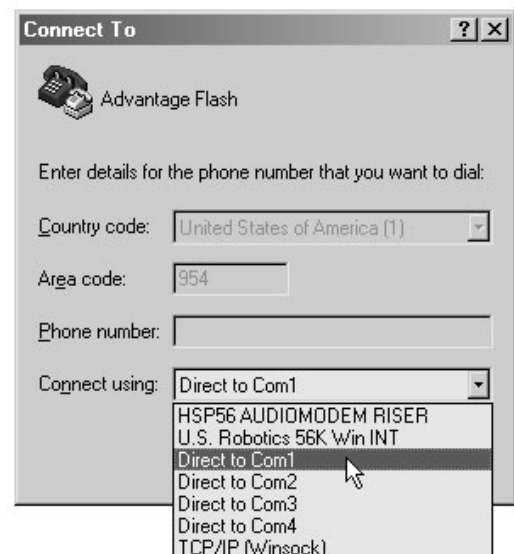 Connect To
Advantage Flash
Enter details for the phone number that you want to dial:
Country code: United States of America (1)
Area code: 954
Phone number:
Connect using: Direct to Com1
HSP56 AUDIOMODEM RISER
U.S. Robotics 56K Win INT
Direct to Com1
Direct to Com2
Direct to Com3
Direct to Com4
TCP/IP (Winsock)